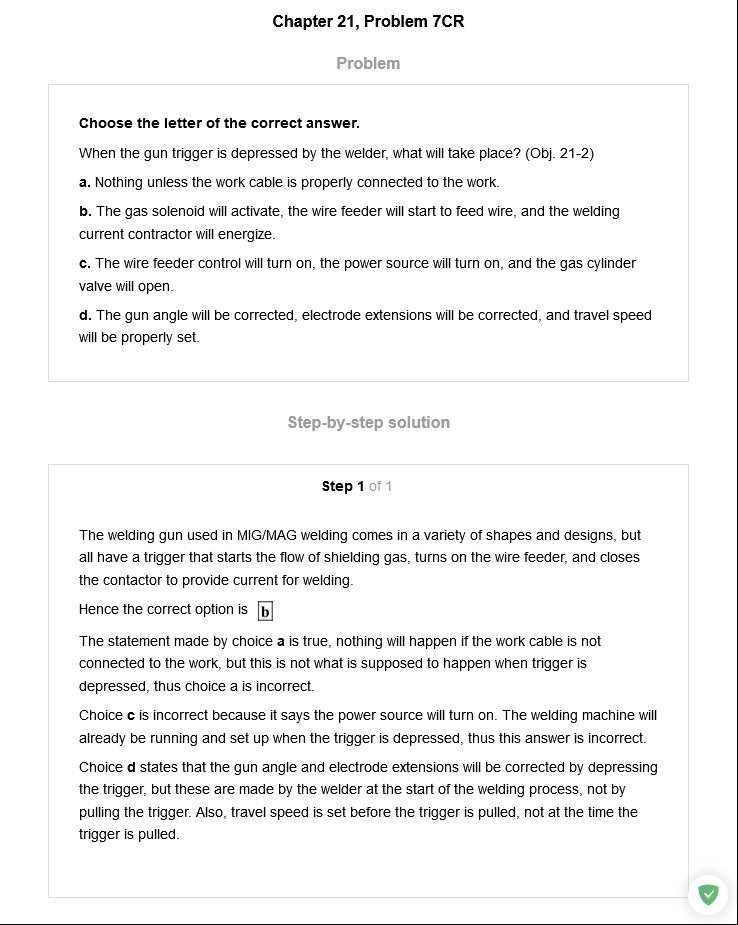 Chapter 21, Problem 7CR
Problem
Choose the letter of the correct answer.
When the gun trigger is depressed by the welder, what will take place? (Obj. 21-2)
a. Nothing unless the work cable is properly connected to the work.
b. The gas solenoid will activate, the wire feeder will start to feed wire, and the welding
current contractor will energize.
c. The wire feeder control will turn on, the power source will turn on, and the gas cylinder
valve will open.
d. The gun angle will be corrected, electrode extensions will be corrected, and travel speed
will be properly set.
Step-by-step solution
Step 1 of 1
The welding gun used in MIG/MAG welding comes in a variety of shapes and designs, but
all have a trigger that starts the flow of shielding gas, turns on the wire feeder, and closes
the contactor to provide current for welding.
Hence the correct option is b
The statement made by choice a is true, nothing will happen if the work cable is not
connected to the work, but this is not what is supposed to happen when trigger is
depressed, thus choice a is incorrect.
Choice c is incorrect because it says the power source will turn on. The welding machine will
already be running and set up when the trigger is depressed, thus this answer is incorrect.
Choice d states that the gun angle and electrode extensions will be corrected by depressing
the trigger, but these are made by the welder at the start of the welding process, not by
pulling the trigger. Also, travel speed is set before the trigger is pulled, not at the time the
trigger is pulled.